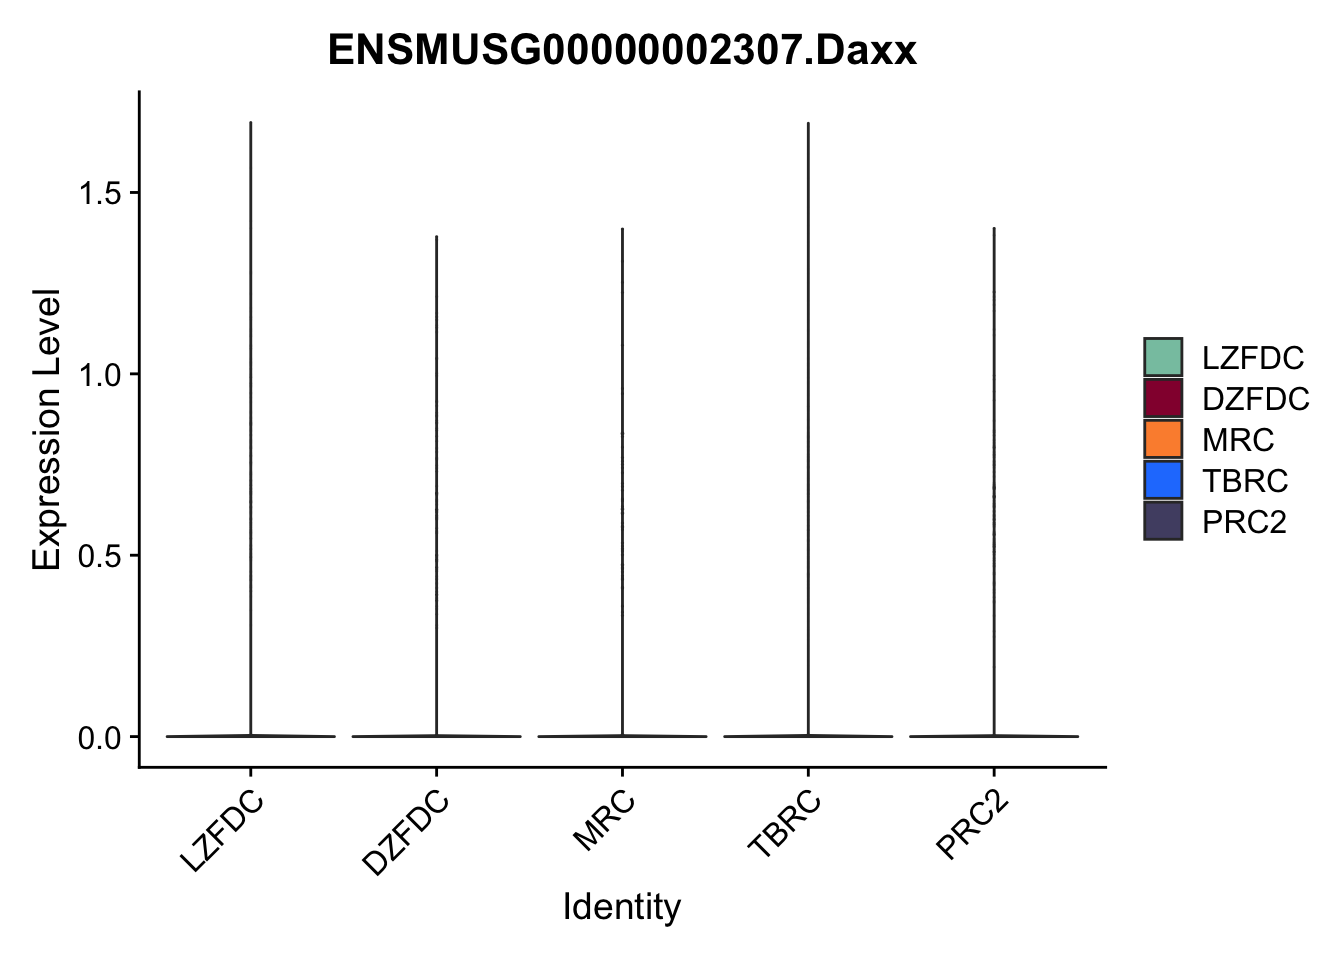 ENSMUSG00000002307.Daxx
Expression Level
1.5
1.0
0.5
0.0
LZFDC
DZFDC
MRC
TBRC
PRC2
Identity
LZFDC
DZFDC
MRC
TBRC
PRC2